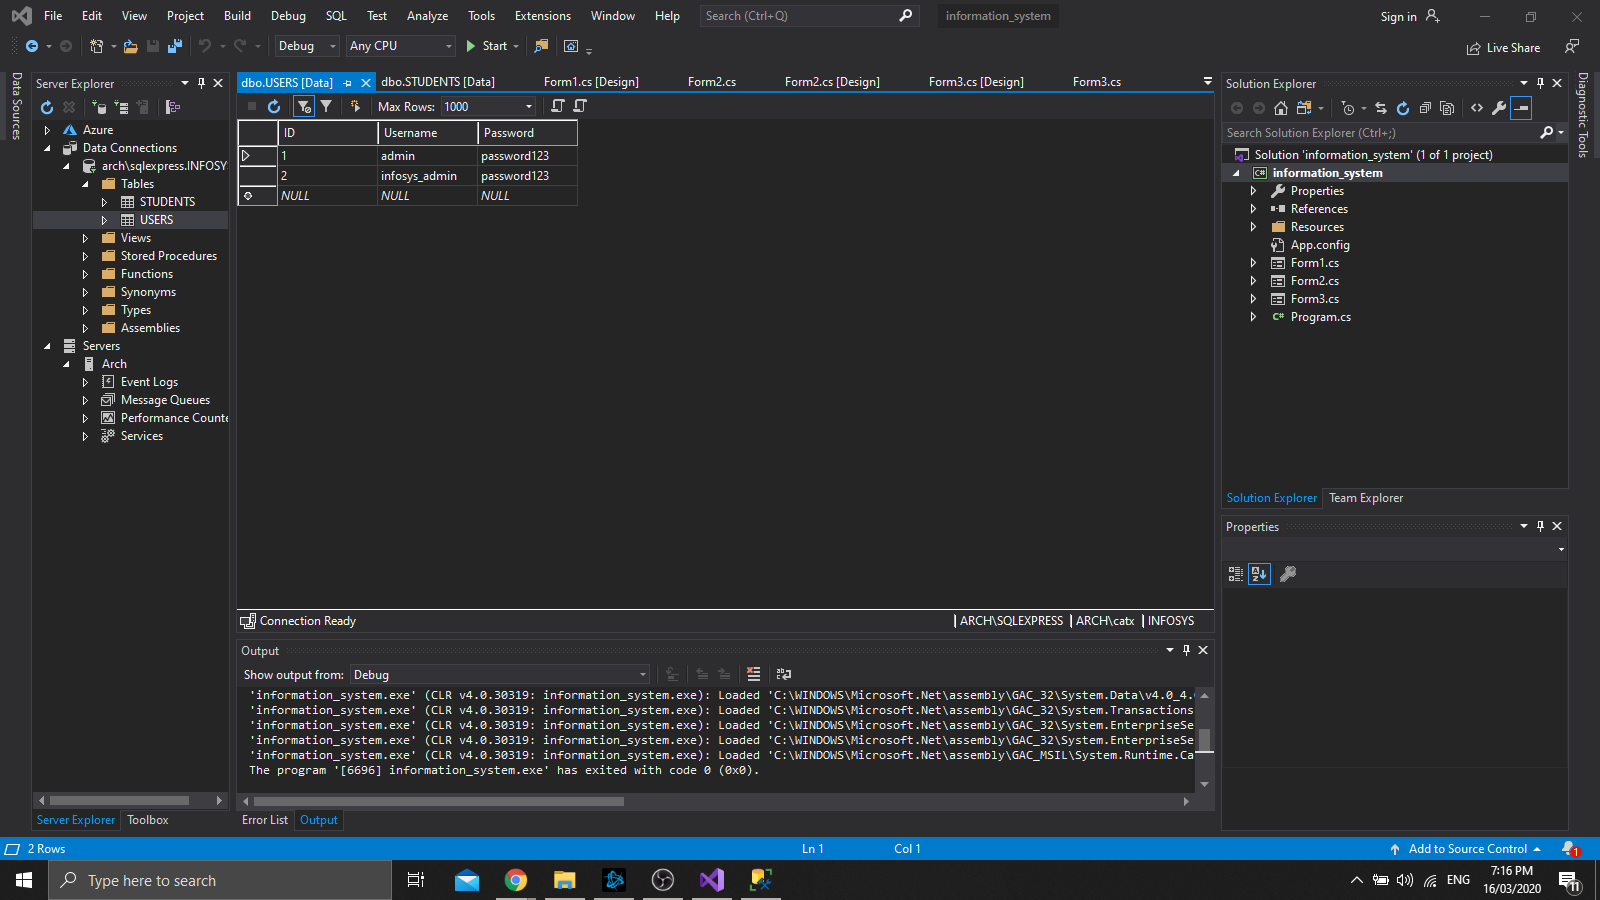 File Edit View Project Build Debug SQL Test Analyze Tools Extensions Window Help Search (Ctrl+Q) information_system Sign in
Debug Any CPU Start Live Share
Data Sources
Server Explorer
Azure
Data Connections
arch\sqlexpress.INFOSY
Tables
STUDENTS
USERS
Views
Stored Procedures
Functions
Synonyms
Types
Assemblies
Servers
Arch
Event Logs
Message Queues
Performance Counte
Services
Server Explorer Toolbox
dbo.USERS [Data] dbo.STUDENTS [Data] Form1.cs [Design] Form2.cs Form2.cs [Design] Form3.cs [Design] Form3.cs
Max Rows: 1000
ID Username Password
1 admin password123
2 infosys_admin password123
NULL NULL NULL
Connection Ready ARCH\SQLEXPRESS ARCH\catx INFOSYS
Output
Show output from: Debug
'information_system.exe' (CLR v4.0.30319: information_system.exe): Loaded 'C:\WINDOWS\Microsoft.Net\assembly\GAC_32\System.Data\v4.0_4.
'information_system.exe' (CLR v4.0.30319: information_system.exe): Loaded 'C:\WINDOWS\Microsoft.Net\assembly\GAC_32\System.Transactions
'information_system.exe' (CLR v4.0.30319: information_system.exe): Loaded 'C:\WINDOWS\Microsoft.Net\assembly\GAC_32\System.EnterpriseSe
'information_system.exe' (CLR v4.0.30319: information_system.exe): Loaded 'C:\WINDOWS\Microsoft.Net\assembly\GAC_32\System.EnterpriseSe
'information_system.exe' (CLR v4.0.30319: information_system.exe): Loaded 'C:\WINDOWS\Microsoft.Net\assembly\GAC_MSIL\System.Runtime.Ca
The program '[6696] information_system.exe' has exited with code 0 (0x0).
Error List Output
Solution Explorer
Search Solution Explorer (Ctrl+;)
Solution 'information_system' (1 of 1 project)
C# information_system
Properties
References
Resources
App.config
Form1.cs
Form2.cs
Form3.cs
C# Program.cs
Solution Explorer Team Explorer
Properties
Diagnostic Tools
2 Rows Ln 1 Col 1 Add to Source Control 1
Type here to search
ENG
7:16 PM
16/03/2020
11